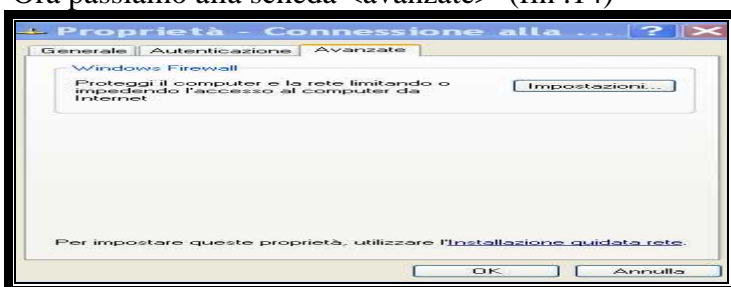 Ora passiamo alla scheda <avanzate> (fin .14)
Proprietà - Connessione alla ...
Generale Autenticazione Avanzate
Windows Firewall
Proteggi il computer e la rete limitando o
impedendo l'accesso al computer da
Internet
Impostazioni...
Per impostare queste proprietà, utilizzare l'Installazione guidata rete.
OK Annulla